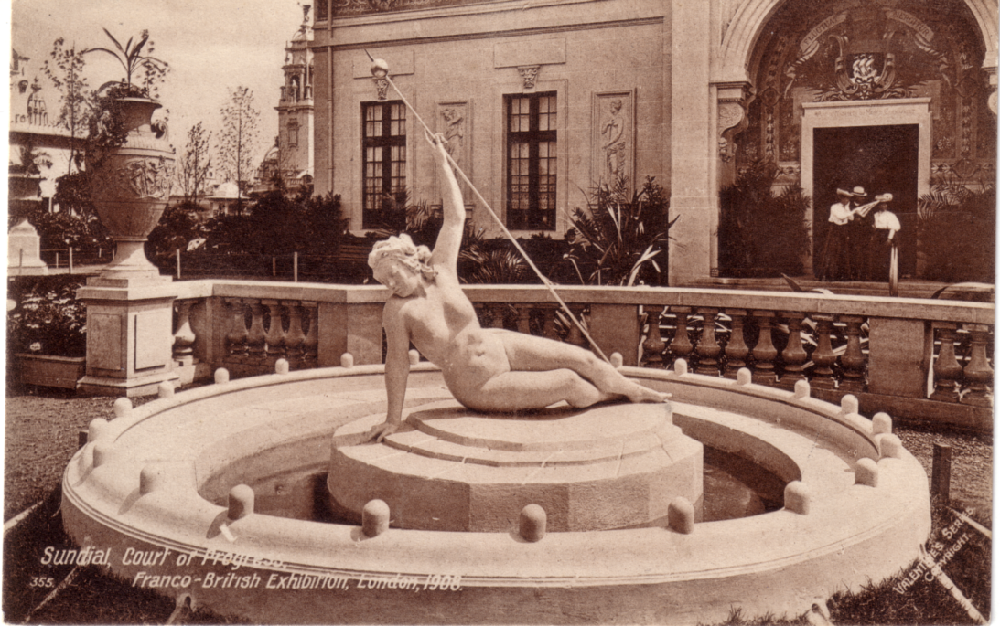 Sundial, Court of Progress,
355. Franco-British Exhibition, London, 1908.
VALENTINE'S SERIES
COPYRIGHT